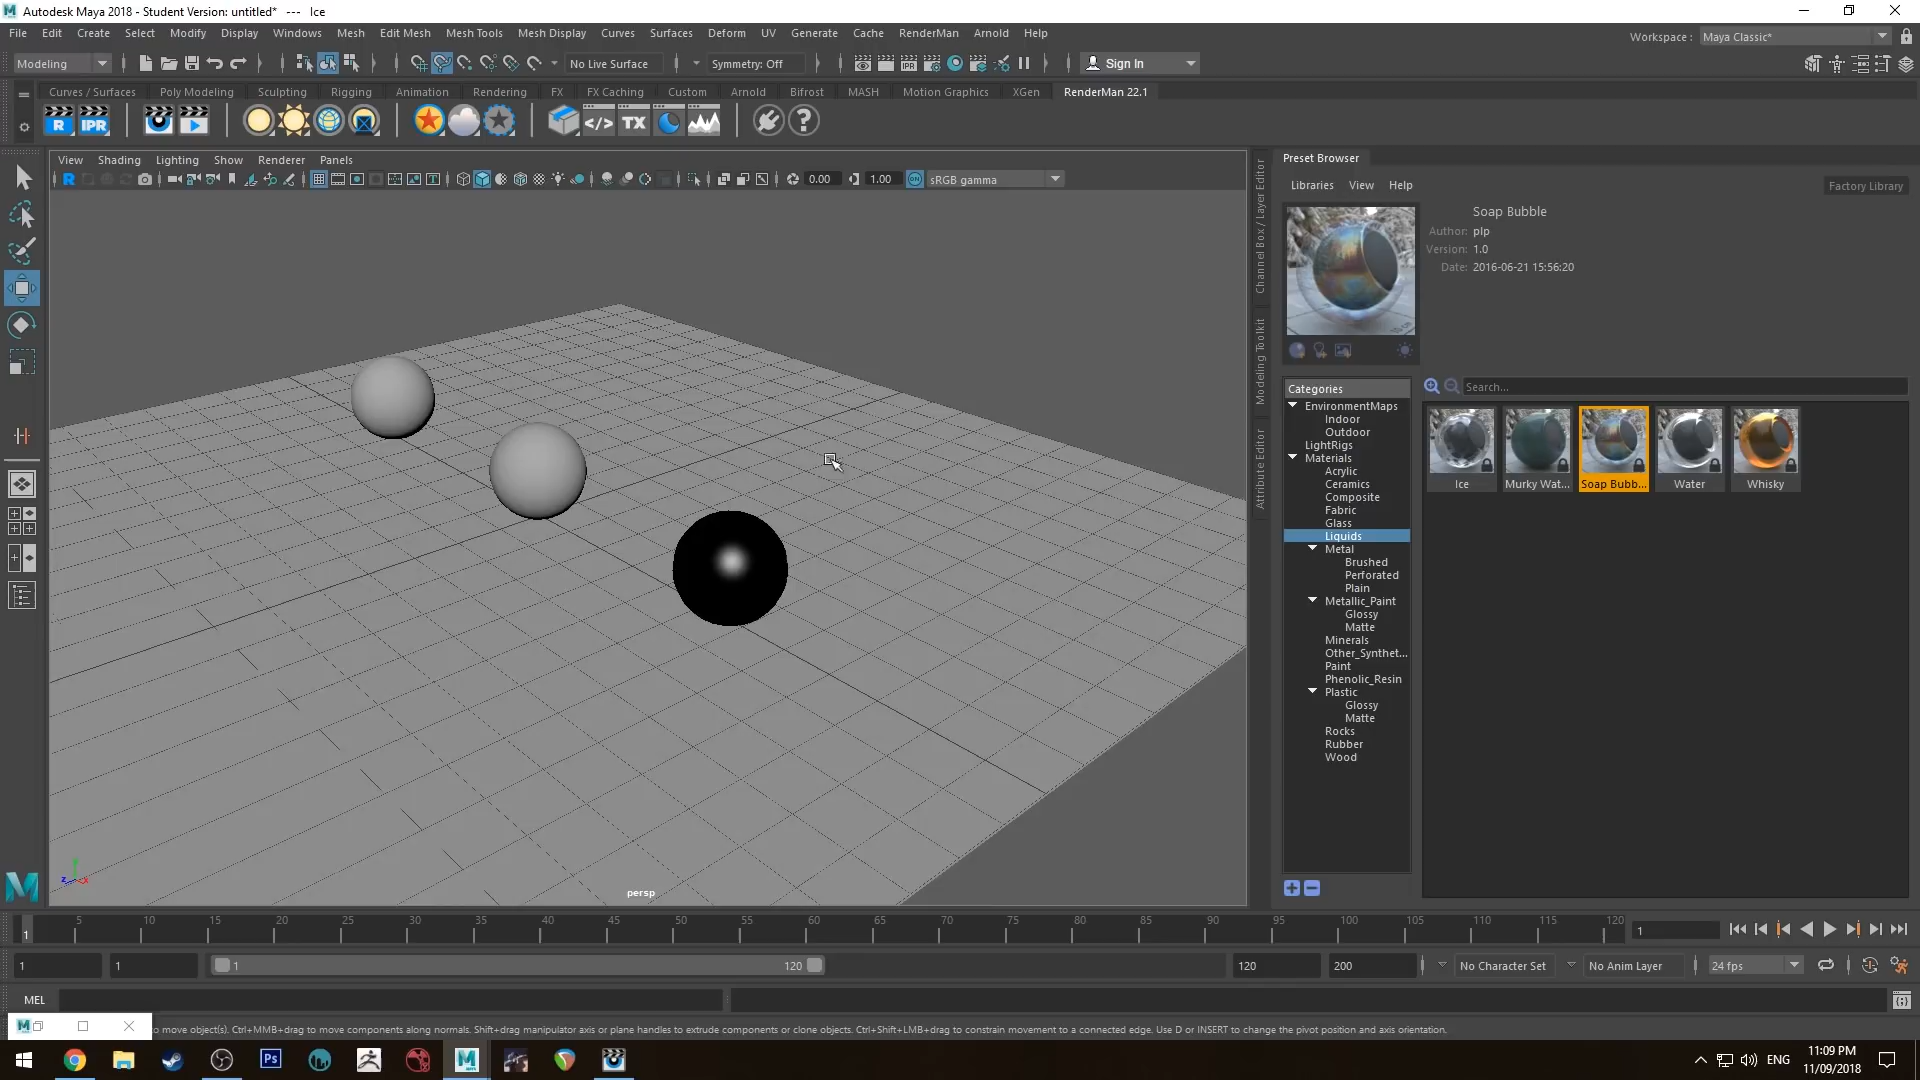 Autodesk Maya 2018 - Student Version: untitled* --- Ice
File Edit Create Select Modify Display Windows Mesh Edit Mesh Mesh Tools Mesh Display Curves Surfaces Deform UV Generate Cache RenderMan Arnold Help
Workspace : Maya Classic*
Modeling No Live Surface Symmetry: Off Sign In
Curves / Surfaces Poly Modeling Sculpting Rigging Animation Rendering FX FX Caching Custom Arnold Bifrost MASH Motion Graphics XGen RenderMan 22.1
R IPR </> TX ?
View Shading Lighting Show Renderer Panels
0.00 1.00 ON sRGB gamma
persp
Channel Box / Layer Editor
Modeling Toolkit
Attribute Editor
Preset Browser
Libraries View Help
Factory Library
Soap Bubble
Author: plp
Version: 1.0
Date: 2016-06-21 15:56:20
Categories
Search...
EnvironmentMaps
Indoor
Outdoor
LightRigs
Materials
Acrylic
Ceramics
Composite
Fabric
Glass
Liquids
Metal
Brushed
Perforated
Plain
Metallic_Paint
Glossy
Matte
Minerals
Other_Synthet...
Paint
Phenolic_Resin
Plastic
Glossy
Matte
Rocks
Rubber
Wood
Ice Murky Wat... Soap Bubb... Water Whisky
1 5 10 15 20 25 30 35 40 45 50 55 60 65 70 75 80 85 90 95 100 105 110 115 120 1
1 1 1 120 120 200 No Character Set No Anim Layer 24 fps
MEL
to move object(s). Ctrl+MMB+drag to move components along normals. Shift+drag manipulator axis or plane handles to extrude components or clone objects. Ctrl+Shift+LMB+drag to constrain movement to a connected edge. Use D or INSERT to change the pivot position and axis orientation.
Ps ENG 11:09 PM
11/09/2018